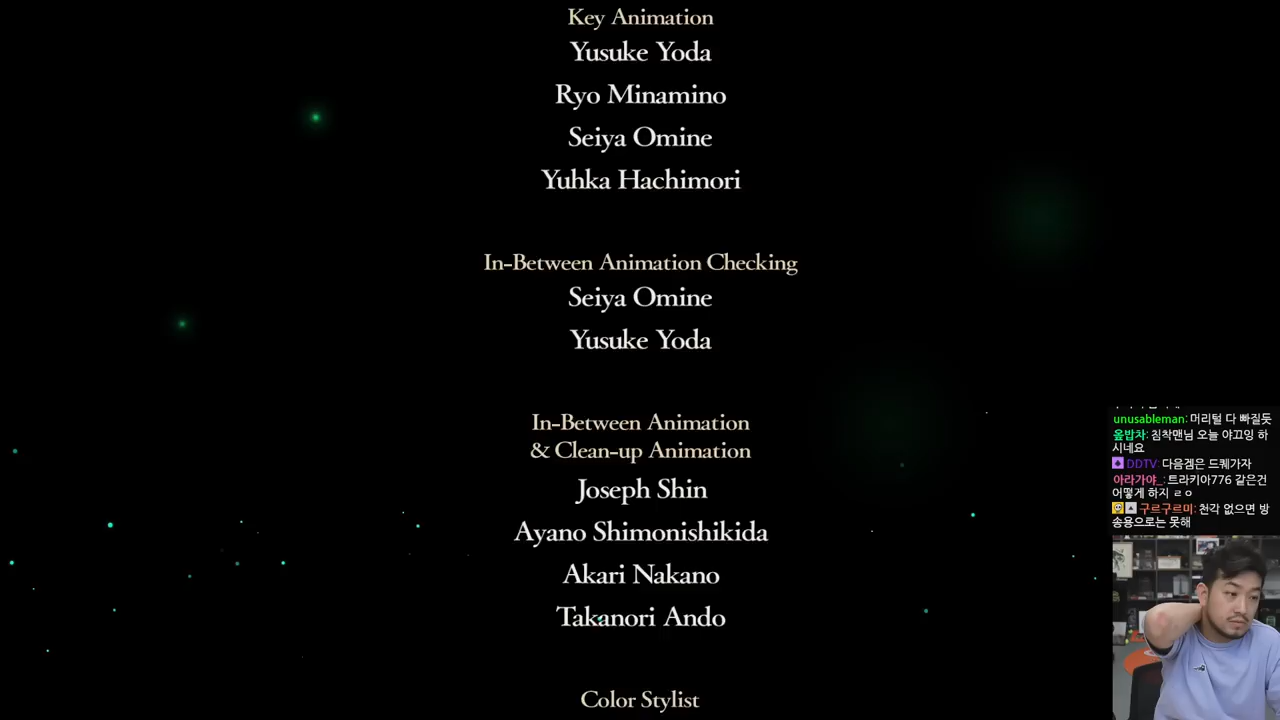 Key Animation
Yusuke Yoda
Ryo Minamino
Seiya Omine
Yuhka Hachimori
In-Between Animation Checking
Seiya Omine
Yusuke Yoda
In-Between Animation
& Clean-up Animation
Joseph Shin
Ayano Shimonishikida
Akari Nakano
Takanori Ando
Color Stylist
unusableman: 머리털 다 빠질듯
옾밥차: 침착맨님 오늘 야끄잉 하
시네요
DDTV: 다음겜은 드퀘가자
아라가야_: 트라키아776 같은건
어떻게 하지 ㄹㅇ
구르구르미: 천각 없으면 방
송용으로는 못해